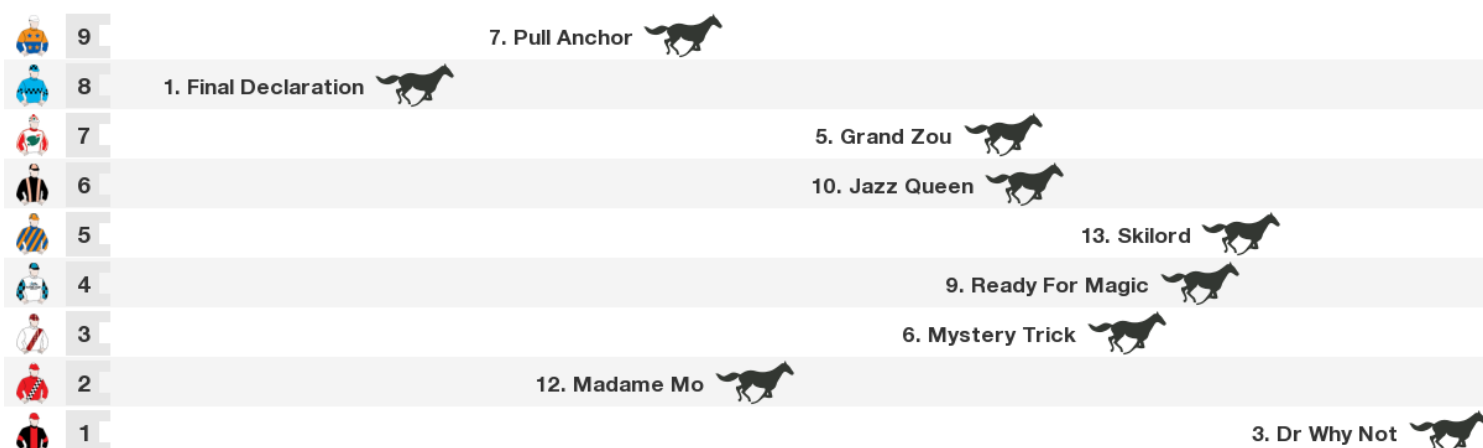 9 7. Pull Anchor
8 1. Final Declaration
7 5. Grand Zou
6 10. Jazz Queen
5 13. Skilord
4 9. Ready For Magic
3 6. Mystery Trick
2 12. Madame Mo
1 3. Dr Why Not